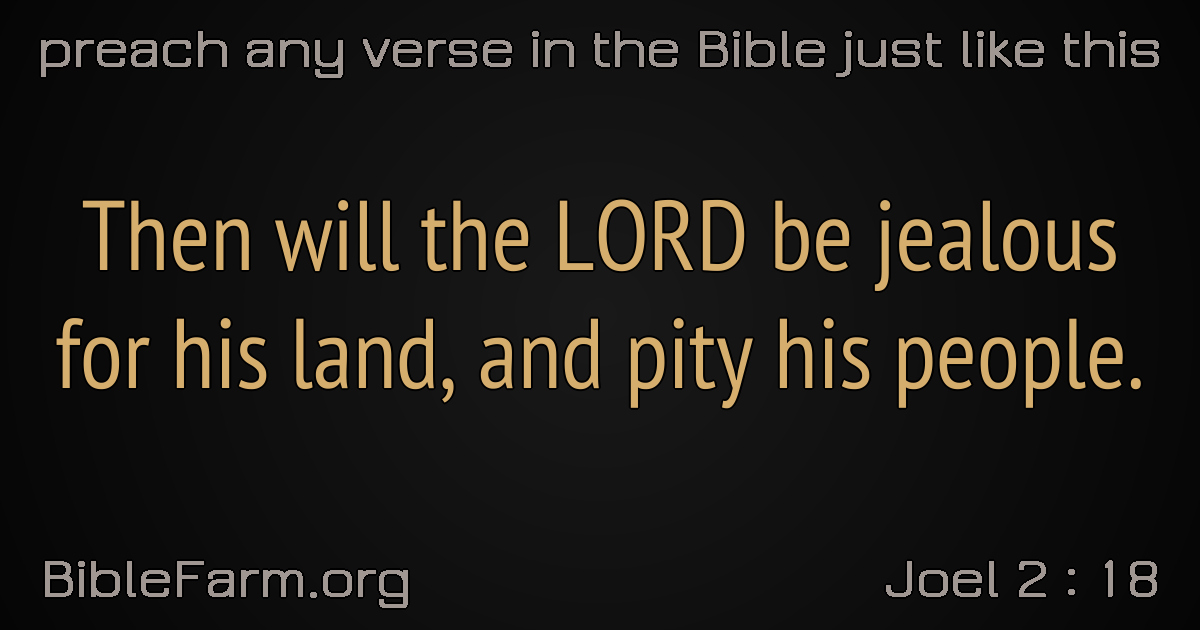 preach any verse in the Bible just like this
Then will the LORD be jealous
for his land, and pity his people.
BibleFarm.org
Joel 2 : 18